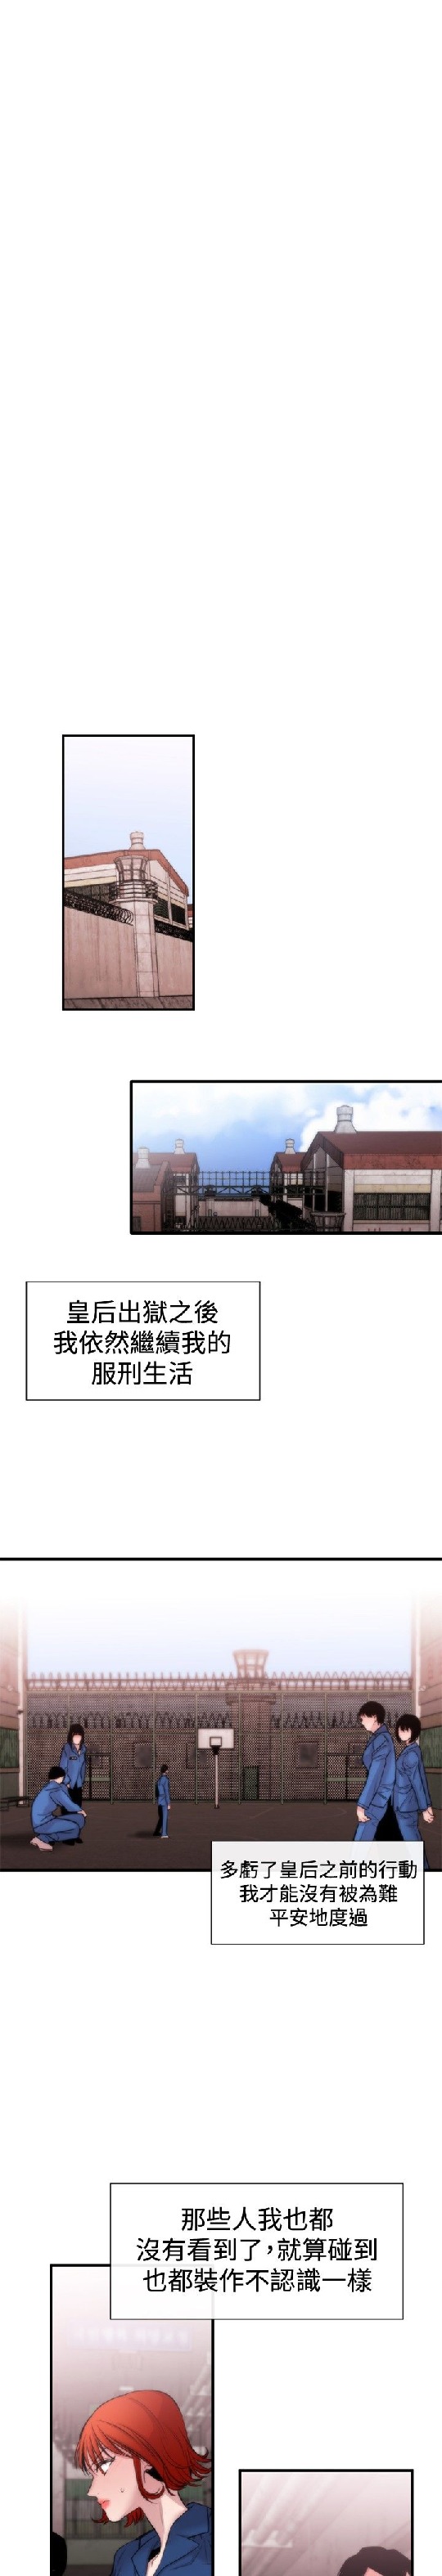 皇后出獄之後
我依然繼續我的
服刑生活
多虧了皇后之前的行動
我才能沒有被為難
平安地度過
那些人我也都
沒有看到了,就算碰到
也都裝作不認識一樣